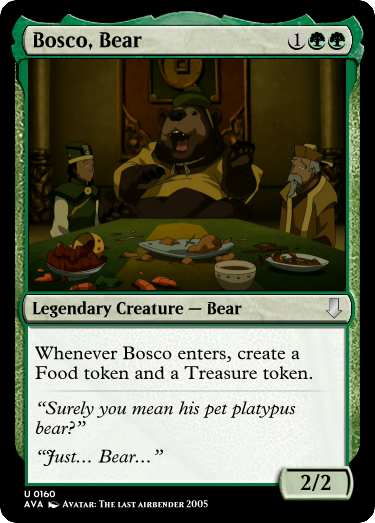 Bosco, Bear 1
Legendary Creature — Bear
Whenever Bosco enters, create a
Food token and a Treasure token.
“Surely you mean his pet platypus
bear?”
“Just... Bear...”
2/2
U 0160
AVA Avatar: The last airbender 2005